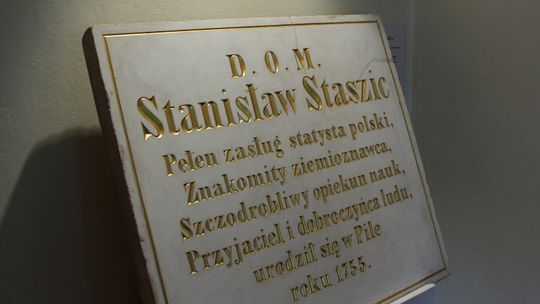 D.O.M.
Stanisław Staszic
Pełen zasług statysta polski,
Znakomity ziemioznawca,
Szczodrobliwy opiekun nauk,
Przyjaciel i dobroczyńca ludu,
urodził się w Pile
roku 1755.